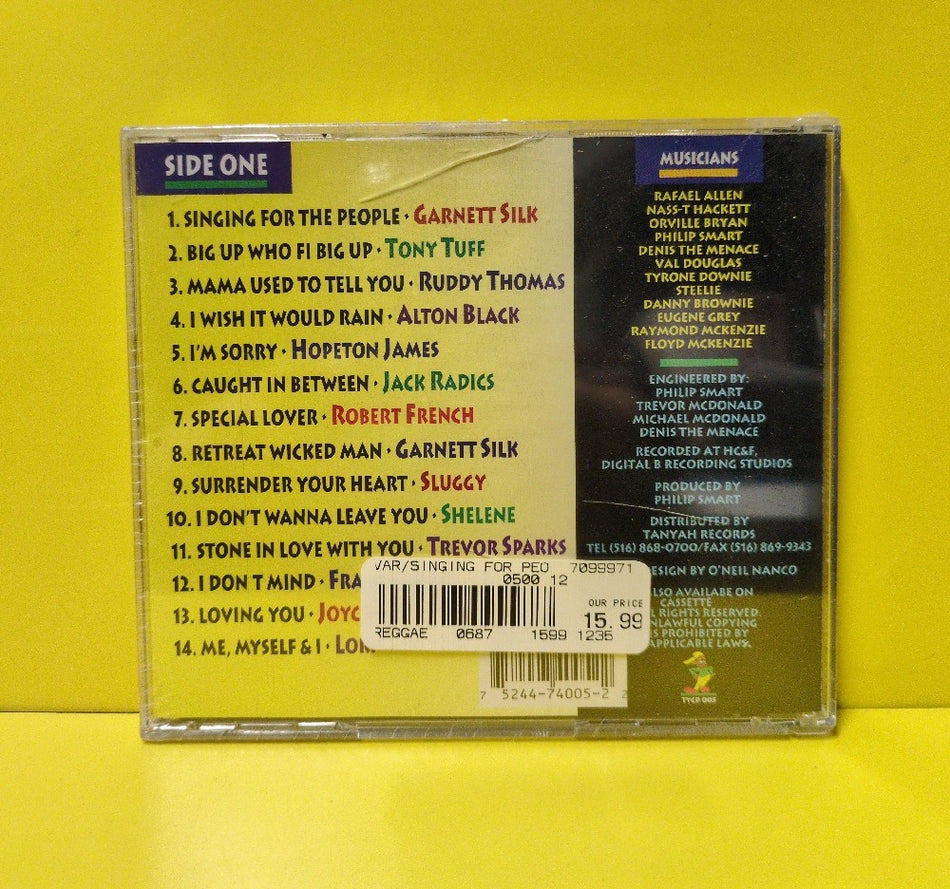 SIDE ONE
1. SINGING FOR THE PEOPLE • GARNETT SILK
2. BIG UP WHO FI BIG UP • TONY TUFF
3. MAMA USED TO TELL YOU • RUDDY THOMAS
4. I WISH IT WOULD RAIN • ALTON BLACK
5. I'M SORRY • HOPETON JAMES
6. CAUGHT IN BETWEEN • JACK RADICS
7. SPECIAL LOVER • ROBERT FRENCH
8. RETREAT WICKED MAN • GARNETT SILK
9. SURRENDER YOUR HEART • SLUGGY
10. I DON'T WANNA LEAVE YOU • SHELENE
11. STONE IN LOVE WITH YOU • TREVOR SPARKS
12. I DON T MIND •
13. LOVING YOU •
14. ME, MYSELF & I •
VAR/SINGING FOR PEO 7099971
0500 12
OUR PRICE
15.99
REGGAE 0687 1599 1235
7 5244-74005-2 2
MUSICIANS
RAFAEL ALLEN
NASS-T HACKETT
ORVILLE BRYAN
PHILIP SMART
DENIS THE MENACE
VAL DOUGLAS
TYRONE DOWNIE
STEELIE
DANNY BROWNIE
EUGENE GREY
RAYMOND MCKENZIE
FLOYD MCKENZIE
ENGINEERED BY:
PHILIP SMART
TREVOR MCDONALD
MICHAEL MCDONALD
DENIS THE MENACE
RECORDED AT HC&F,
DIGITAL B RECORDING STUDIOS
PRODUCED BY
PHILIP SMART
DISTRIBUTED BY
TANYAH RECORDS
TEL (516) 868-0700/FAX (516) 869-9343
DESIGN BY O'NEIL NANCO
ALSO AVAILABE ON
CASSETTE
RIGHTS RESERVED.
UNLAWFUL COPYING
IS PROHIBITED BY
APPLICABLE LAWS.
TYCD 005